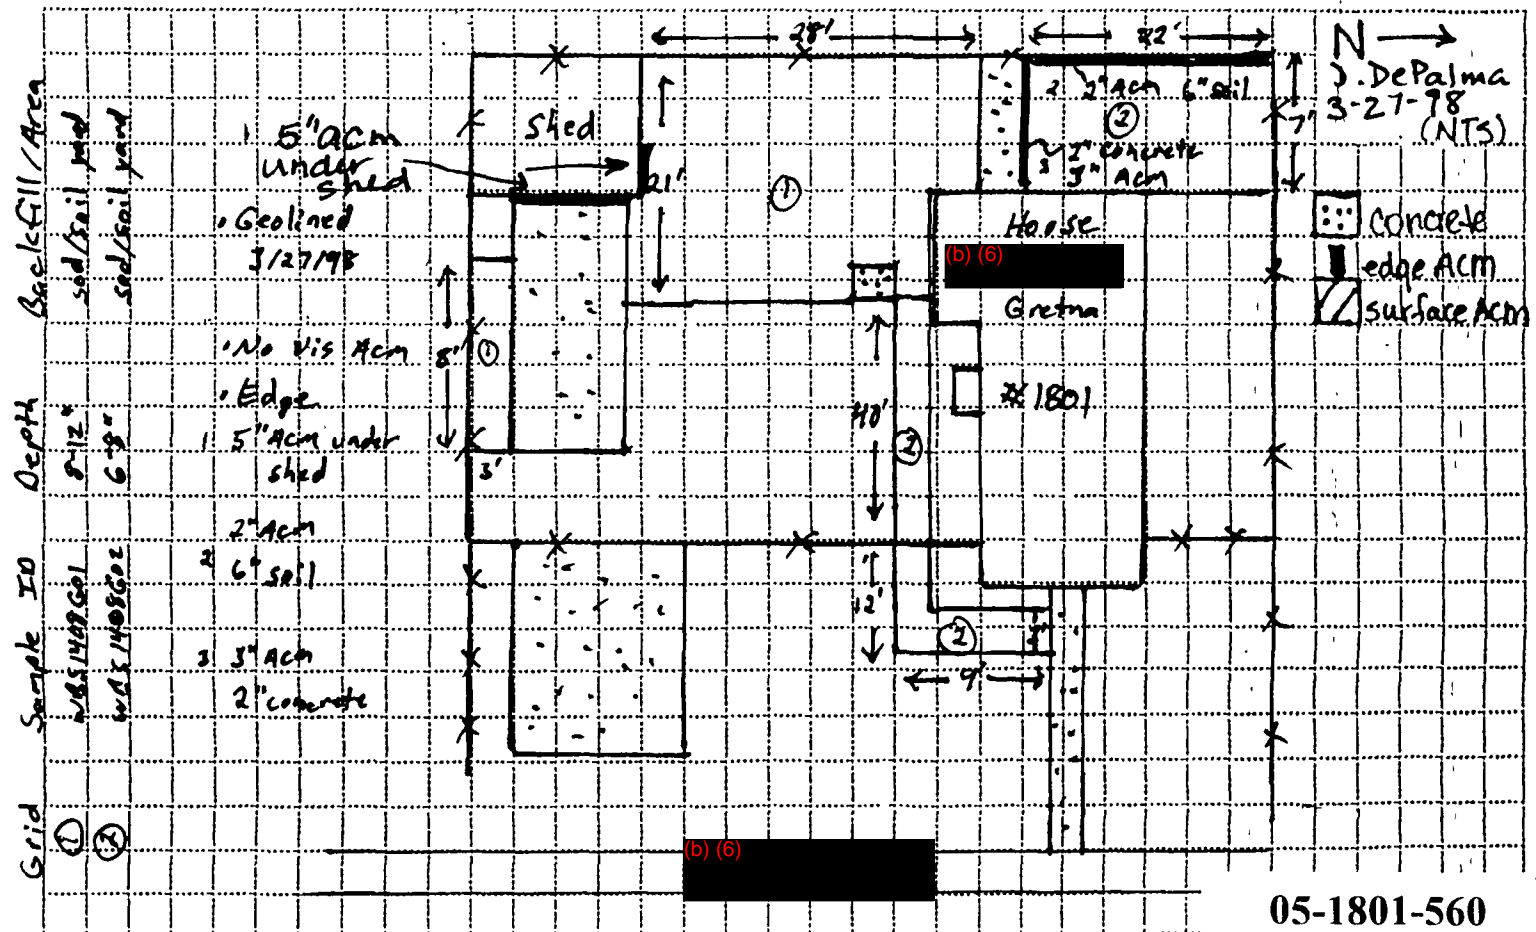 Grid Sample ID Depth Backfill/Area
① WBS1408G01 8-12" sod/soil yard
② WBS1408G02 6-8" sod/soil yard
1 5" acm
under
shed
• Geolined
3/27/98
• No Vis Acm
• Edge
1 5" Acm under
shed
2" Acm
2 6" soil
3 3" Acm
2" concrete
28'
22'
Shed
21'
①
2 2" Acm 6" soil
②
3 2" concrete
3" Acm
7'
N
J. DePalma
3-27-98
(NTS)
concrete
edge ACM
surface Acm
House
(b) (6)
Gretna
# 1801
8'
①
3'
40'
②
12'
②
9'
(b) (6)
05-1801-560